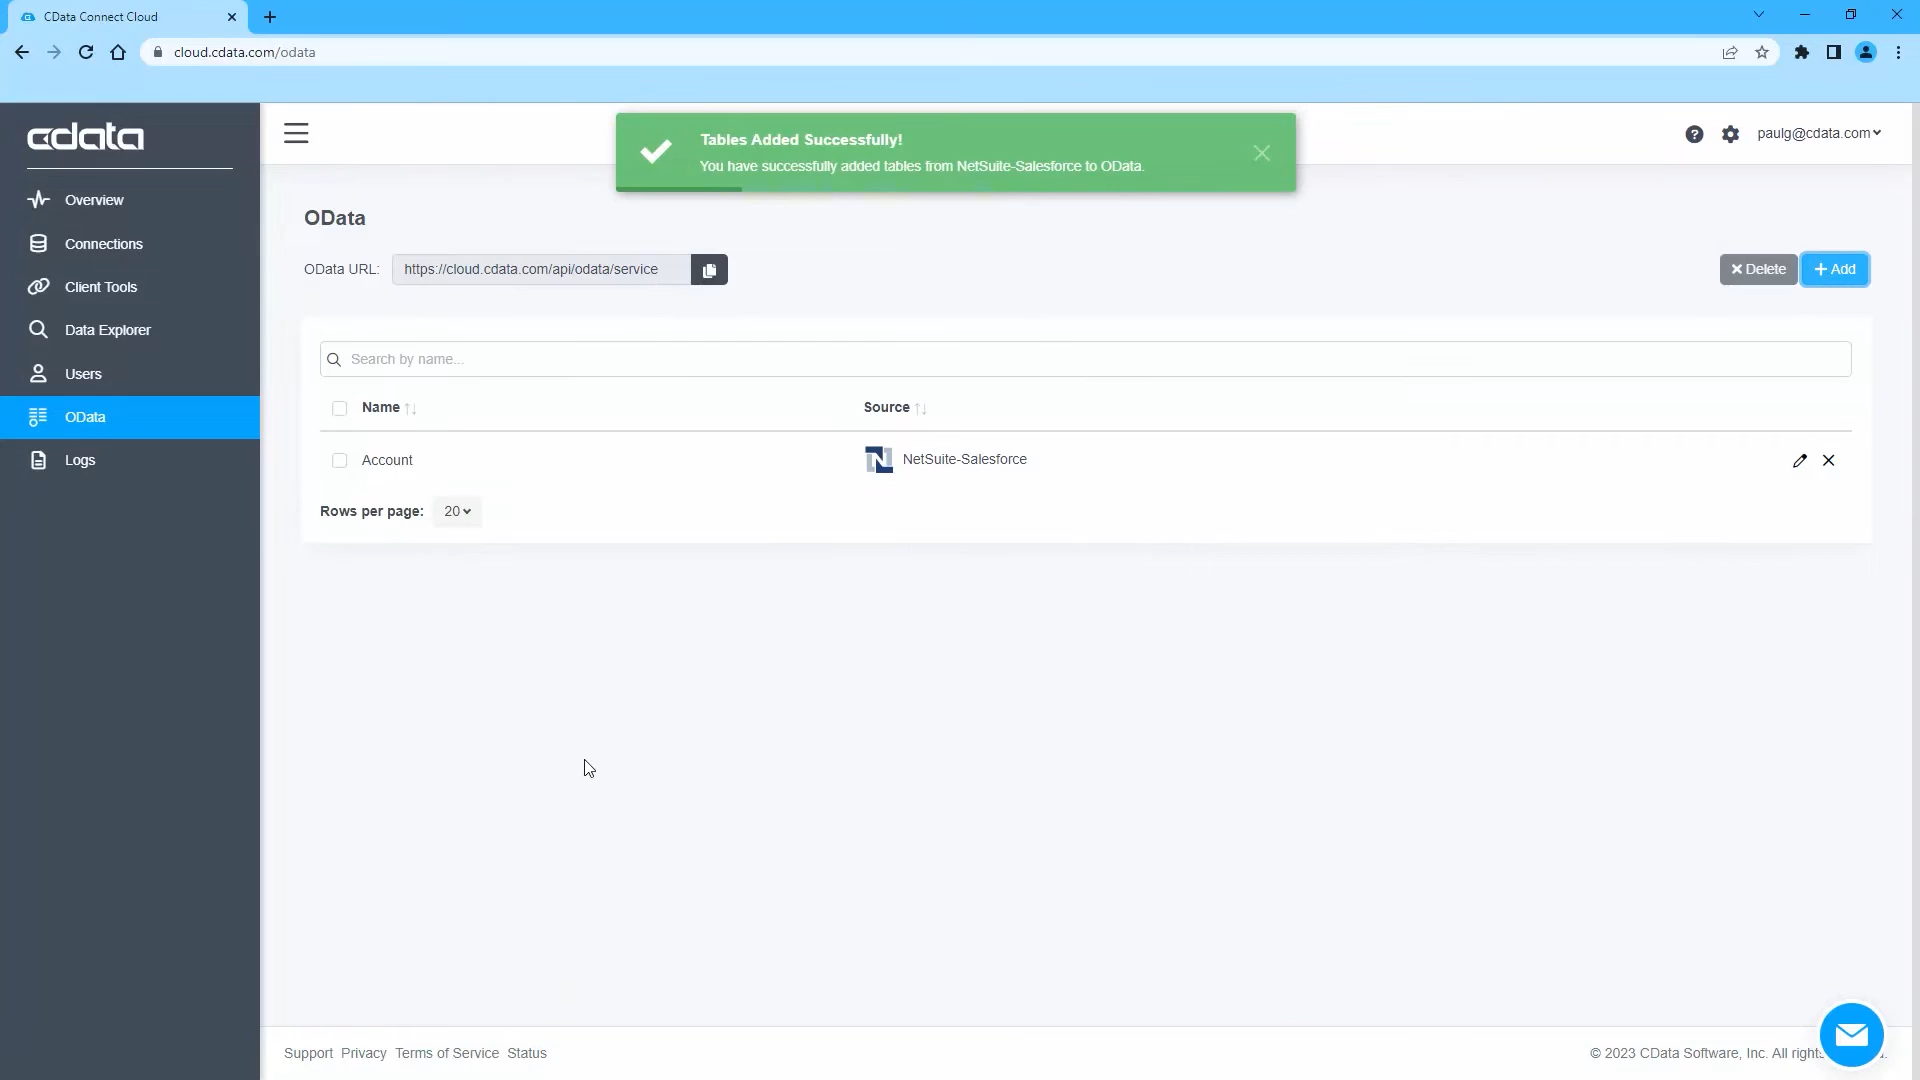 CData Connect Cloud
cloud.cdata.com/odata
cdata
Tables Added Successfully!
You have successfully added tables from NetSuite-Salesforce to OData.
paulg@cdata.com
Overview
Connections
Client Tools
Data Explorer
Users
OData
Logs
OData
OData URL: https://cloud.cdata.com/api/odata/service
Delete
+ Add
Search by name...
Name Source
Account NetSuite-Salesforce
Rows per page: 20
Support Privacy Terms of Service Status
© 2023 CData Software, Inc. All rights